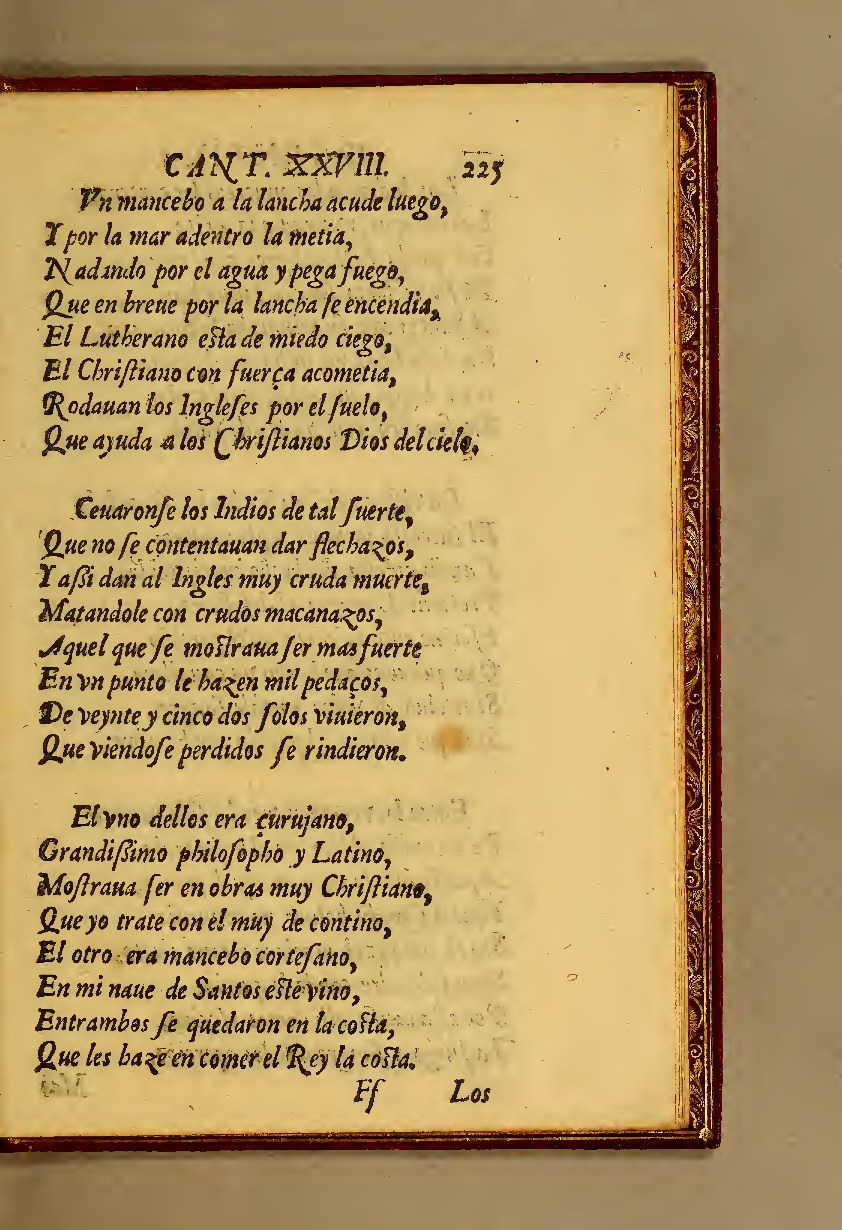 CANT. XXVIII. 225
Vn mancebo a la lancha acude luego,
Y por la mar adentro la metia,
Nadando por el agua y pega fuego,
Que en breue por la lancha ſe encendia,
El Lutherano eſta de miedo ciego,
El Chriſtiano con fuerça acometia,
Rodauan los Ingleſes por el ſuelo,
Que ayuda a los Chriſtianos Dios del cielo,
Ceuaronſe los Indios de tal ſuerte,
Que no ſe contentauan dar flechazos,
Y aſsi dan al Ingles muy cruda muerte,
Matandole con crudos macanazos,
Aquel que ſe moſtraua ſer mas fuerte
En vn punto le hazen mil pedaços,
De veynte y cinco dos ſolos viuieron,
Que viendoſe perdidos ſe rindieron.
El vno dellos era çurujano,
Grandiſsimo philoſopho y Latino,
Moſtraua ſer en obras muy Chriſtiano,
Que yo trate con el muy de contino,
El otro era mancebo corteſano,
En mi naue de Santos eſte vino,
Entrambos ſe quedaron en la coſta,
Que les haze en comer el Rey la coſta.
Ff Los